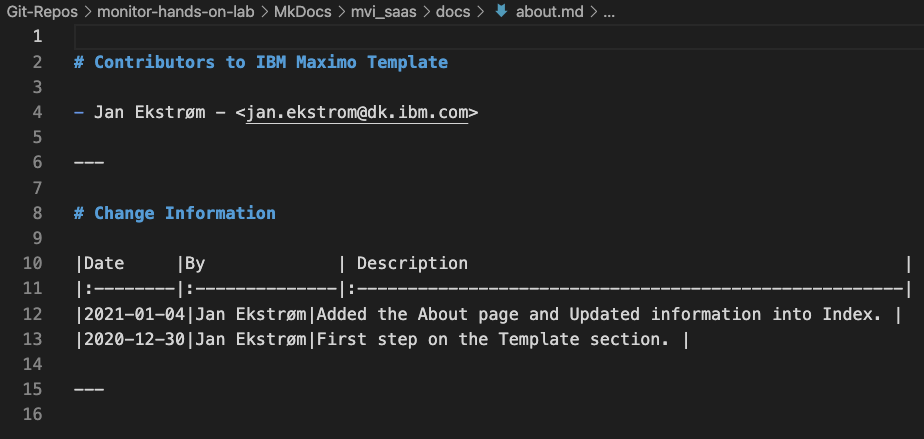 Git-Repos > monitor-hands-on-lab > MkDocs > mvi_saas > docs > about.md > ...
1
2 # Contributors to IBM Maximo Template
3
4 - Jan Ekstrøm - <jan.ekstrom@dk.ibm.com>
5
6 ---
7
8 # Change Information
9
10 |Date     |By             | Description                                           |
11 |:--------|:--------------|:------------------------------------------------------|
12 |2021-01-04|Jan Ekstrøm|Added the About page and Updated information into Index. |
13 |2020-12-30|Jan Ekstrøm|First step on the Template section. |
14
15 ---
16